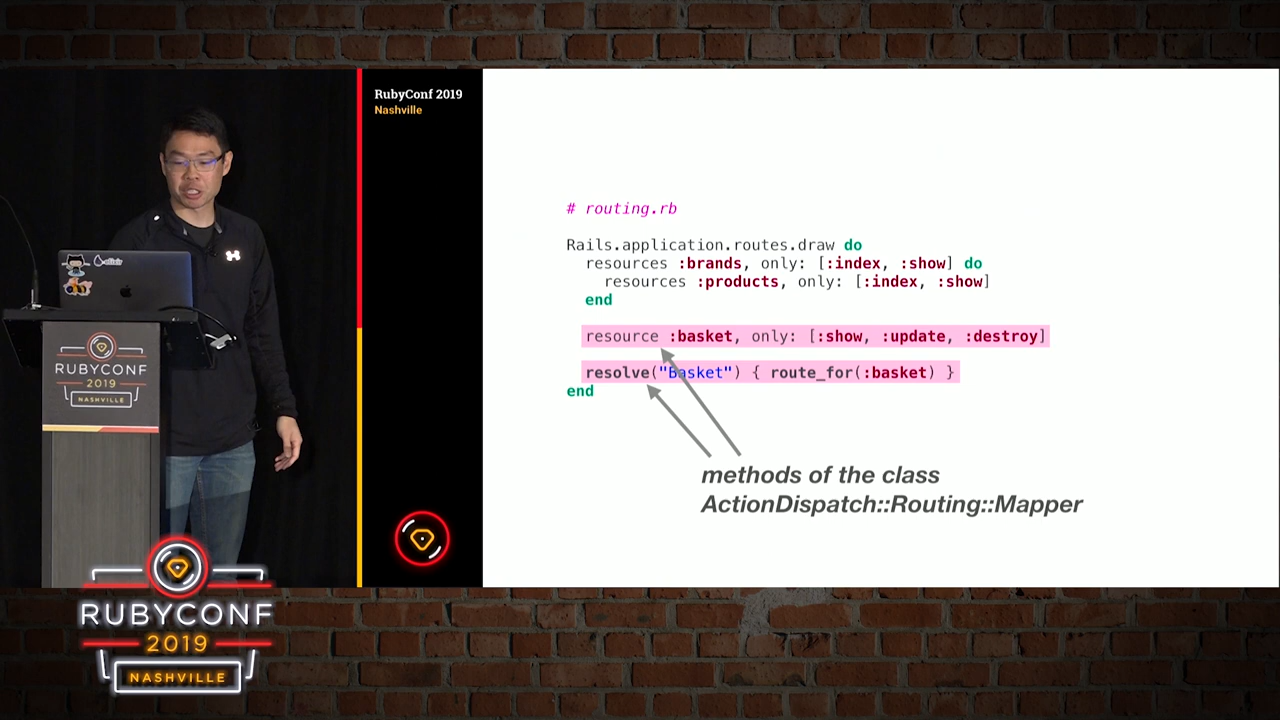 RubyConf 2019
Nashville
# routing.rb
Rails.application.routes.draw do
resources :brands, only: [:index, :show] do
resources :products, only: [:index, :show]
end
resource :basket, only: [:show, :update, :destroy]
resolve("Basket") { route_for(:basket) }
end
methods of the class
ActionDispatch::Routing::Mapper
elixir
RUBYCONF
2019
NASHVILLE
RUBYCONF
2019
NASHVILLE